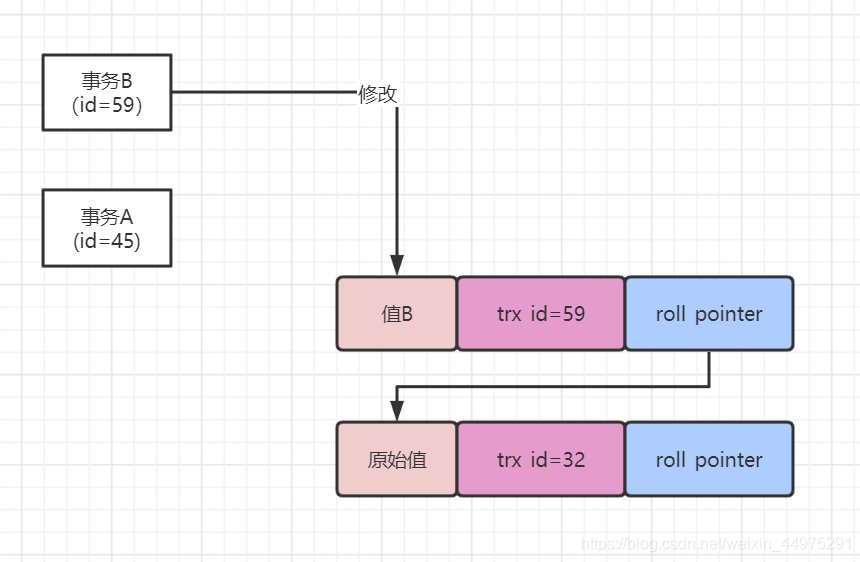 事务B
(id=59)
修改
事务A
(id=45)
值B
trx id=59
roll pointer
原始值
trx id=32
roll pointer
https://blog.csdn.net/weixin_44975291